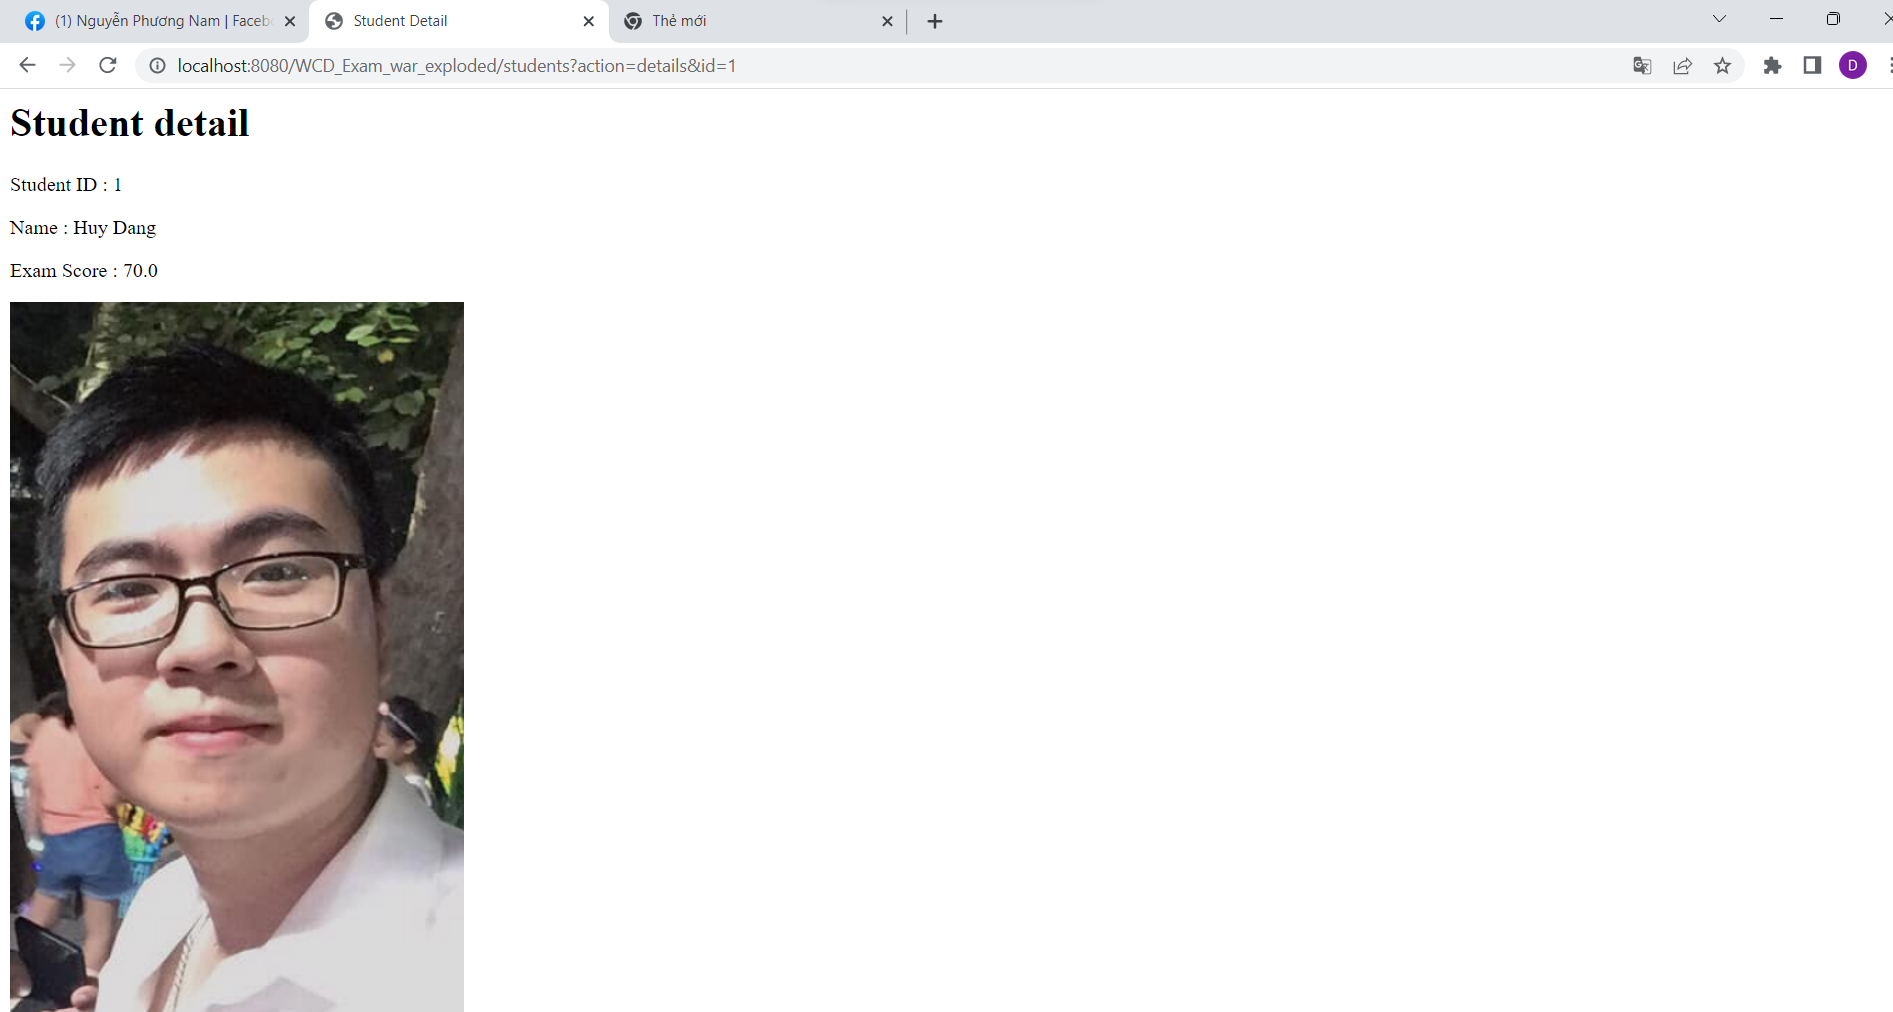 (1) Nguyễn Phương Nam | Faceb
Student Detail
Thẻ mới
localhost:8080/WCD_Exam_war_exploded/students?action=details&id=1
D
Student detail
Student ID : 1
Name : Huy Dang
Exam Score : 70.0